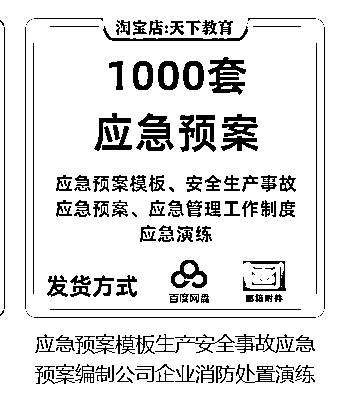 淘宝店:天下教育
1000套
应急预案
应急预案模板、安全生产事故
应急预案、应急管理工作制度
应急演练
发货方式
百度网盘
邮箱附件
应急预案模板生产安全事故应急
预案编制公司企业消防处置演练